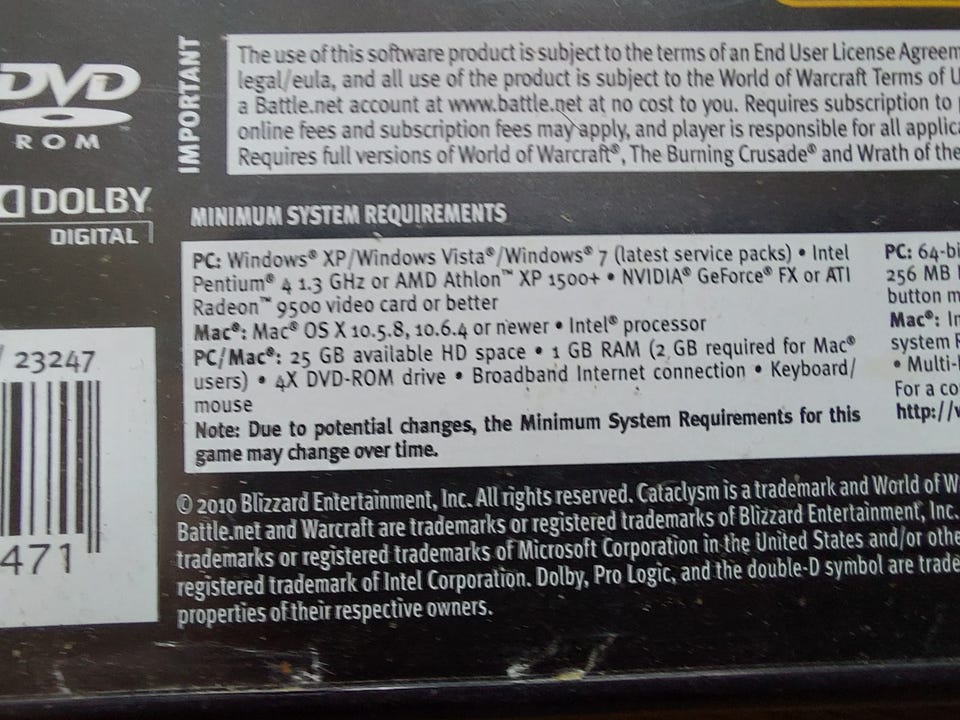 DVD
ROM
DOLBY
DIGITAL
23247
471
IMPORTANT
The use of this software product is subject to the terms of an End User License
legal/eula, and all use of the product is subject to the World of Warcraft Terms of
a Battle.net account at www.battle.net at no cost to you. Requires subscription to
online fees and subscription fees may apply, and player is responsible for all
Requires full versions of World of Warcraft®, The Burning Crusade® and Wrath of the
MINIMUM SYSTEM REQUIREMENTS
PC: Windows® XP/Windows Vista®/Windows® 7 (latest service packs) • Intel
Pentium® 4 1.3 GHz or AMD Athlon™ XP 1500+ • NVIDIA® GeForce® FX or ATI
Radeon™ 9500 video card or better
Mac®: Mac® OS X 10.5.8, 10.6.4 or newer • Intel® processor
PC/Mac®: 25 GB available HD space • 1 GB RAM (2 GB required for Mac®
users) • 4X DVD-ROM drive • Broadband Internet connection • Keyboard/
mouse
Note: Due to potential changes, the Minimum System Requirements for this
game may change over time.
PC: 64-bi
256 MB
button m
Mac®: In
system
• Multi-
For a co
http://
© 2010 Blizzard Entertainment, Inc. All rights reserved. Cataclysm is a trademark and World of W
Battle.net and Warcraft are trademarks or registered trademarks of Blizzard Entertainment, Inc.
trademarks or registered trademarks of Microsoft Corporation in the United States and/or othe
registered trademark of Intel Corporation. Dolby, Pro Logic, and the double-D symbol are trade
properties of their respective owners.